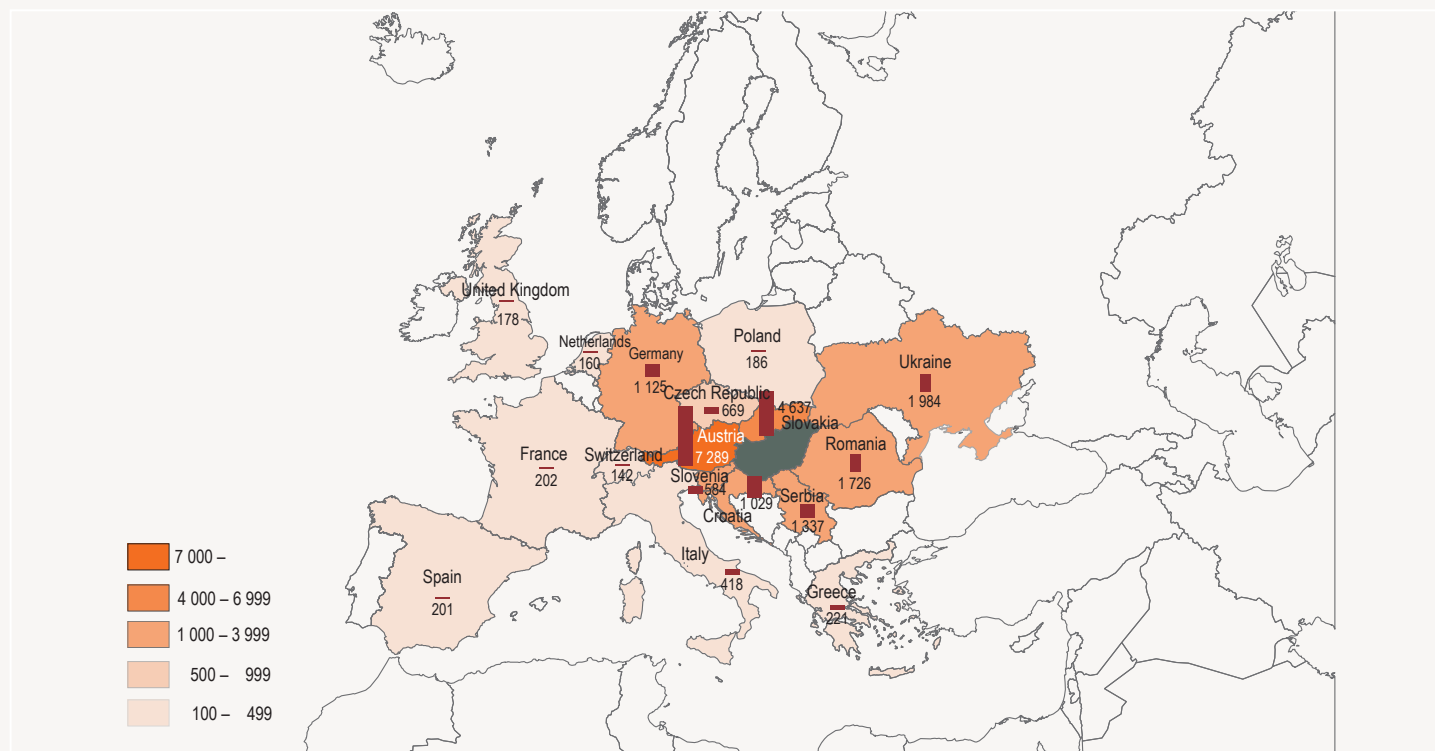 United Kingdom
178
Netherlands
160
Germany
1 125
Poland
186
Ukraine
1 984
Czech Republic
669
4 637
Slovakia
Austria
7 289
Romania
1 726
France
202
Switzerland
142
Slovenia
584
1 029
Croatia
Serbia
1 337
Italy
418
Spain
201
Greece
221
7 000 –
4 000 – 6 999
1 000 – 3 999
500 – 999
100 – 499